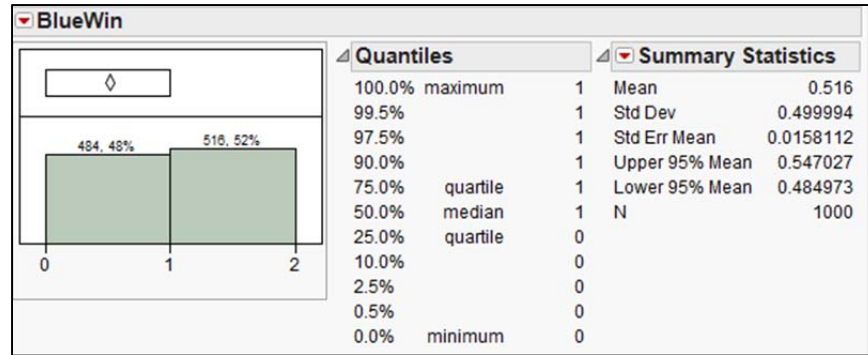 BlueWin
484, 48%
516, 52%
0 1 2
Quantiles
100.0% maximum 1
99.5% 1
97.5% 1
90.0% 1
75.0% quartile 1
50.0% median 1
25.0% quartile 0
10.0% 0
2.5% 0
0.5% 0
0.0% minimum 0
Summary Statistics
Mean 0.516
Std Dev 0.499994
Std Err Mean 0.0158112
Upper 95% Mean 0.547027
Lower 95% Mean 0.484973
N 1000